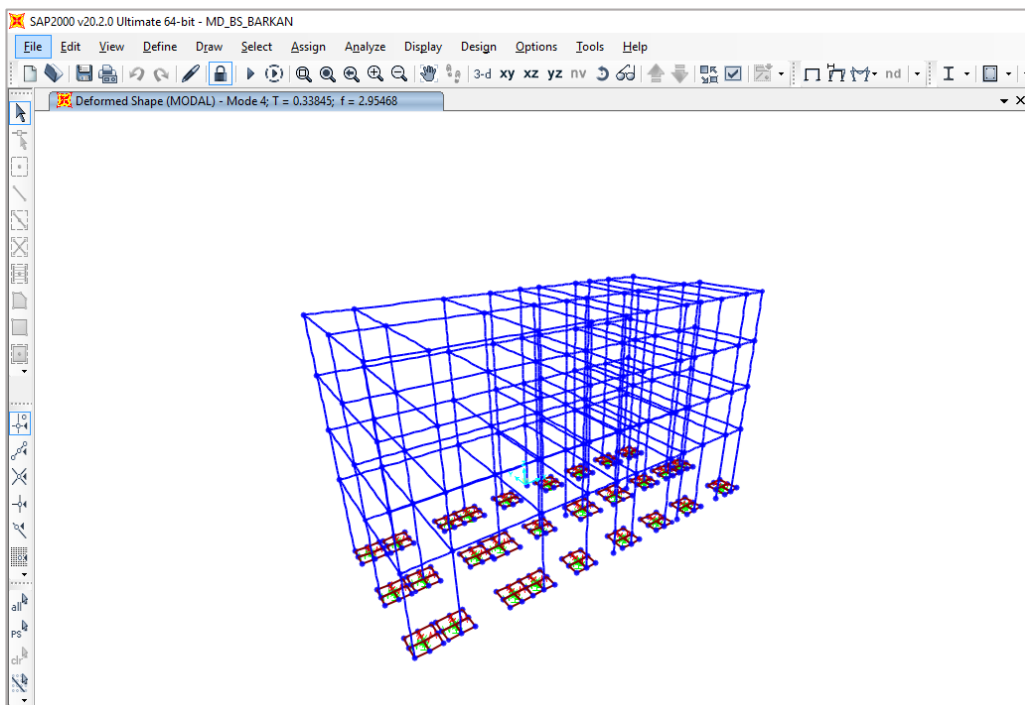 SAP2000 v20.2.0 Ultimate 64-bit - MD_BS_BARKAN
File Edit View Define Draw Select Assign Analyze Display Design Options Tools Help
3-d xy xz yz nv nd
Deformed Shape (MODAL) - Mode 4; T = 0.33845; f = 2.95468
all
PS
clr